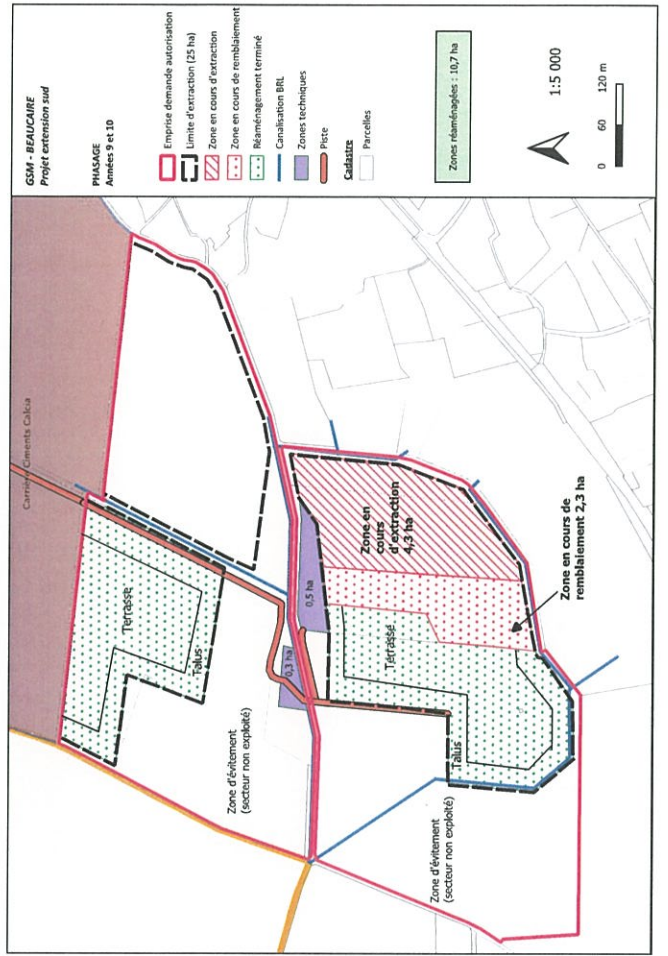 GSM - BEAUCAIRE
Projet extension sud
PHASAGE
Années 9 et 10
Emprise demande autorisation
Limite d'extraction (25 ha)
Zone en cours d'extraction
Zone en cours de remblaiement
Réaménagement terminé
Canalisation BRL
Zones techniques
Piste
Cadastre
Parcelles
Zones réaménagées : 10,7 ha
1:5 000
0 60 120 m
Carrière Ciments Calcia
Terrasse
Talus
Zone d'évitement
(secteur non exploité)
0,3 ha
0,5 ha
Zone en
cours
d'extraction
4,3 ha
Terrasse
Talus
Zone d'évitement
(secteur non exploité)
Zone en cours de
remblaiement 2,3 ha